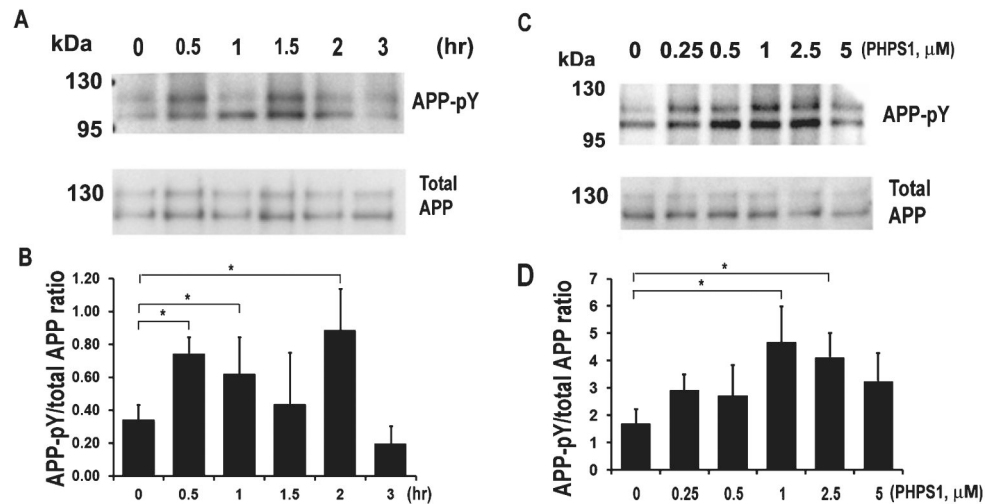 A
kDa 0 0.5 1 1.5 2 3 (hr)
130
APP-pY
95
130 Total
APP
B
APP-pY/total APP ratio
1.20
1.00
0.80
0.60
0.40
0.20
0.00
* * *
0 0.5 1 1.5 2 3 (hr)
C
0 0.25 0.5 1 2.5 5 (PHPS1, μM)
kDa
130
APP-pY
95
130 Total
APP
D
APP-pY/total APP ratio
7
6
5
4
3
2
1
0
* *
0 0.25 0.5 1 2.5 5 (PHPS1, μM)